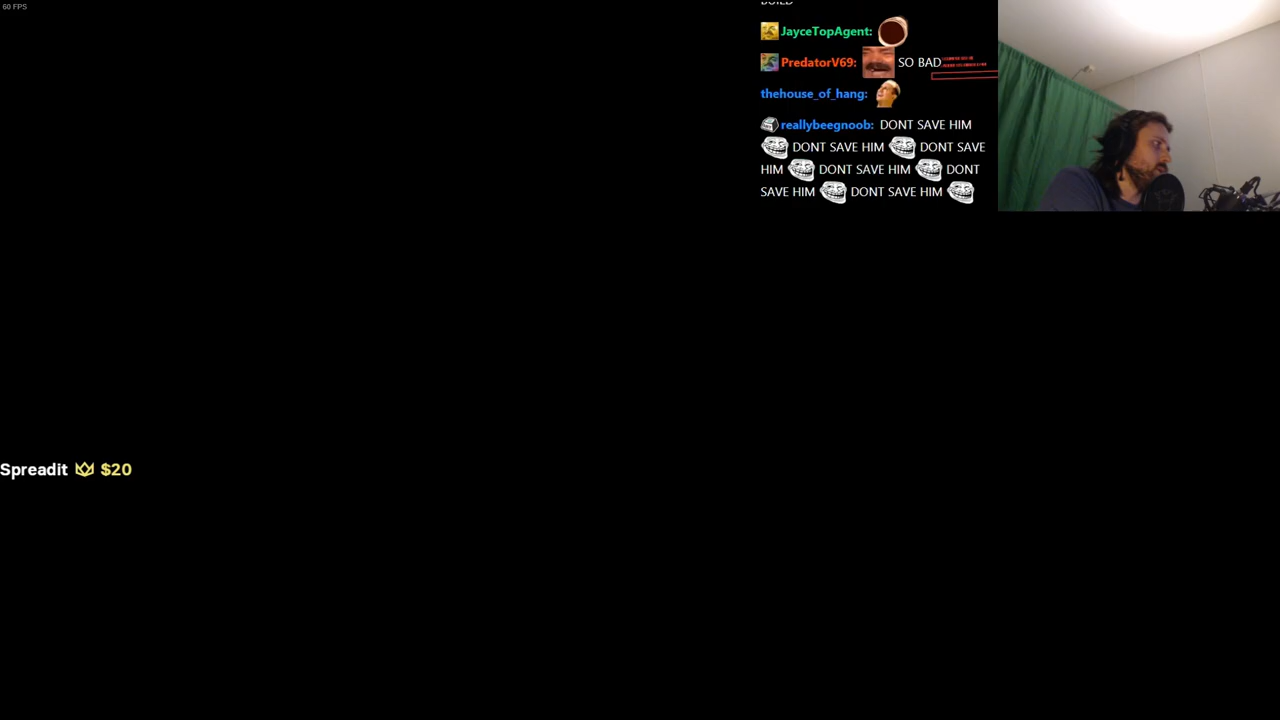 60 FPS
BUILD
JayceTopAgent:
PredatorV69: SO BAD
thehouse_of_hang:
reallybeegnoob: DONT SAVE HIM
DONT SAVE HIM DONT SAVE
HIM DONT SAVE HIM DONT
SAVE HIM DONT SAVE HIM
Spreadit $20